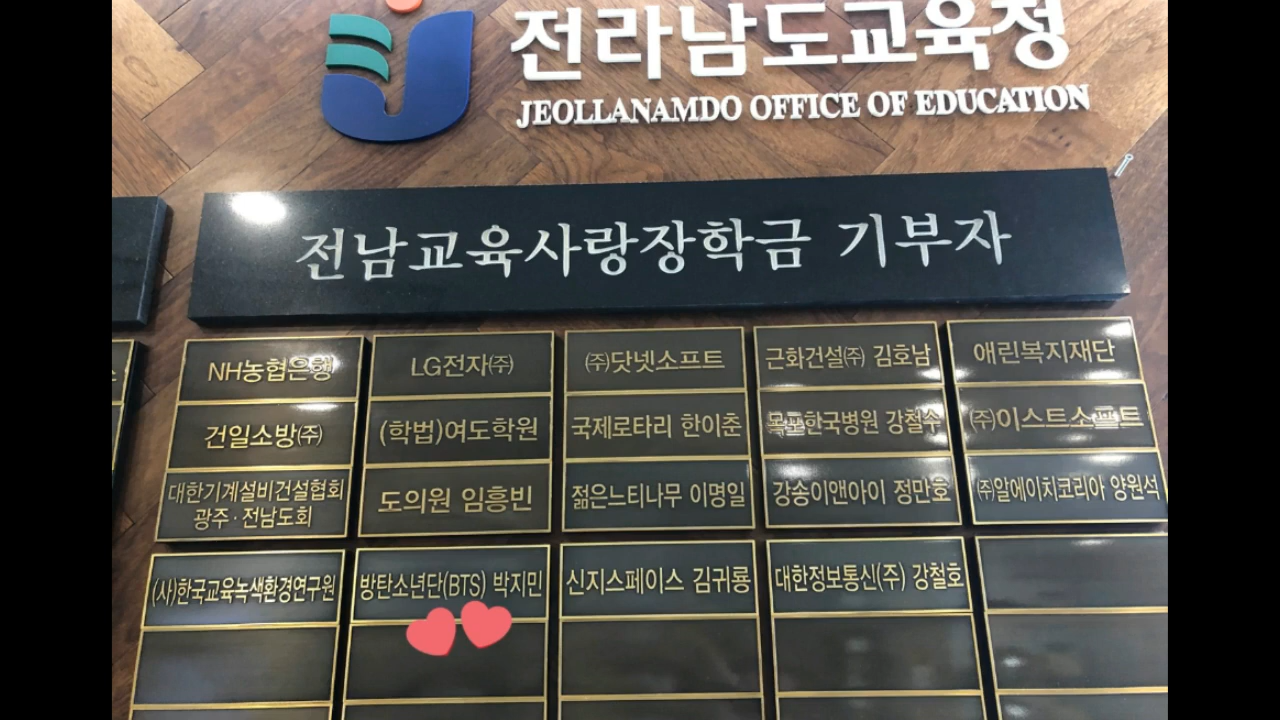 전라남도교육청
JEOLLANAMDO OFFICE OF EDUCATION
전남교육사랑장학금 기부자
NH농협은행
LG전자㈜
㈜닷넷소프트
근화건설㈜ 김호남
애린복지재단
건일소방㈜
(학법)여도학원
국제로타리 한이춘
목포한국병원 강철수
㈜이스트소프트
대한기계설비건설협회
광주·전남도회
도의원 임흥빈
젊은느티나무 이명일
강송이앤아이 정만호
㈜알에이치코리아 양원석
(사)한국교육녹색환경연구원
방탄소년단(BTS) 박지민
신지스페이스 김귀룡
대한정보통신(주) 강철호